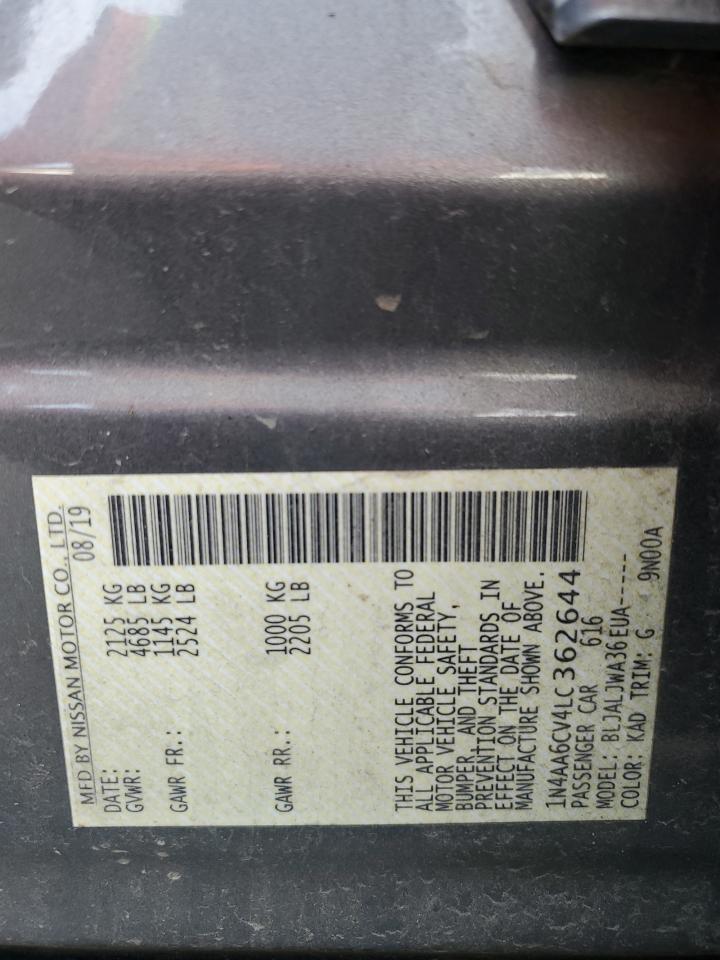 MFD BY NISSAN MOTOR CO., LTD.
DATE: 08/19
GVWR: 2125 KG
4685 LB
GAWR FR.: 1145 KG
2524 LB
GAWR RR.: 1000 KG
2205 LB
THIS VEHICLE CONFORMS TO
ALL APPLICABLE FEDERAL
MOTOR VEHICLE SAFETY,
BUMPER, AND THEFT
PREVENTION STANDARDS IN
EFFECT ON THE DATE OF
MANUFACTURE SHOWN ABOVE.
1N4AA6CV4LC362644
PASSENGER CAR 616
MODEL: BLJALJWA36EUA-----
COLOR: KAD TRIM: G 9N00A